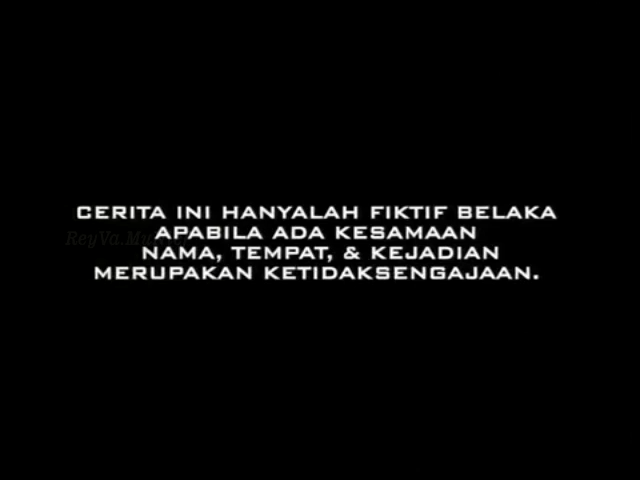 CERITA INI HANYALAH FIKTIF BELAKA
APABILA ADA KESAMAAN
NAMA, TEMPAT, & KEJADIAN
MERUPAKAN KETIDAKSENGAJAAN.